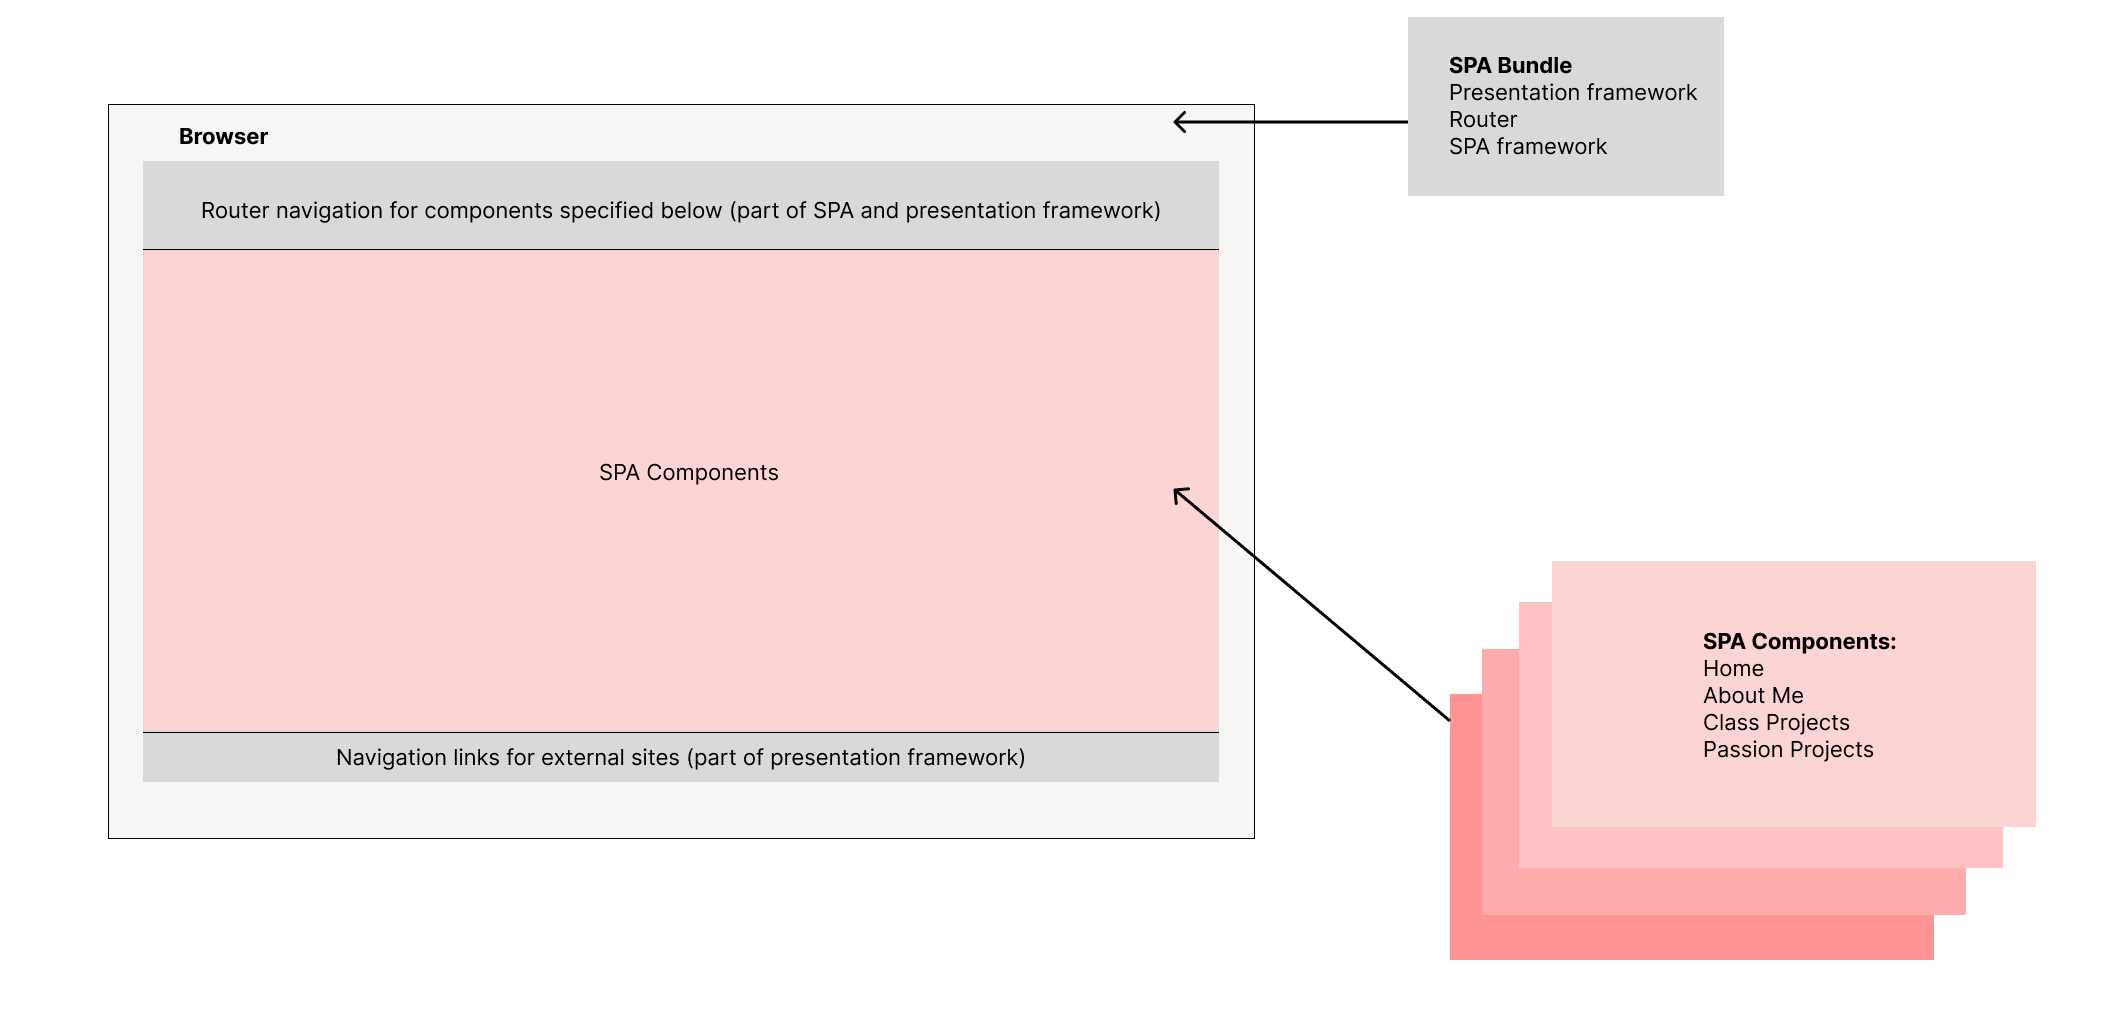 SPA Bundle
Presentation framework
Router
SPA framework
Browser
Router navigation for components specified below (part of SPA and presentation framework)
SPA Components
Navigation links for external sites (part of presentation framework)
SPA Components:
Home
About Me
Class Projects
Passion Projects